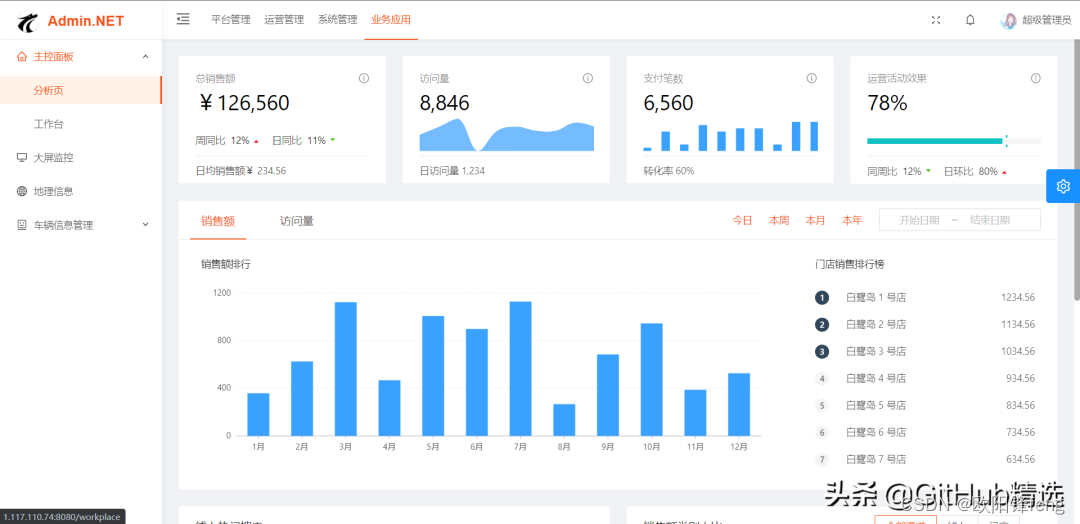 Admin.NET
平台管理 运营管理 系统管理 业务应用
超级管理员
主控面板
分析页
工作台
大屏监控
地理信息
车辆信息管理
总销售额
￥126,560
周同比 12% 日同比 11%
日均销售额￥ 234.56
访问量
8,846
日访问量 1,234
支付笔数
6,560
转化率 60%
运营活动效果
78%
同周比 12% 日环比 80%
销售额 访问量
今日 本周 本月 本年 开始日期 ~ 结束日期
销售额排行
1200
800
400
0
1月 2月 3月 4月 5月 6月 7月 8月 9月 10月 11月 12月
门店销售排行榜
1 白鹭岛 1 号店 1234.56
2 白鹭岛 2 号店 1134.56
3 白鹭岛 3 号店 1034.56
4 白鹭岛 4 号店 934.56
5 白鹭岛 5 号店 834.56
6 白鹭岛 6 号店 734.56
7 白鹭岛 7 号店 634.56
头条 @GitHub精选
CSDN @欧阳锋feng
1.117.110.74:8080/workplace